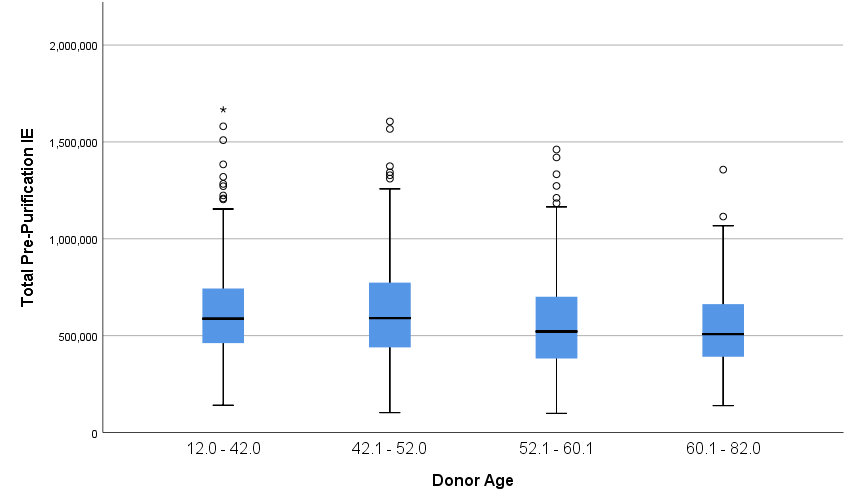 Total Pre-Purification IE
2,000,000
1,500,000
1,000,000
500,000
0
12.0 - 42.0
42.1 - 52.0
52.1 - 60.1
60.1 - 82.0
Donor Age